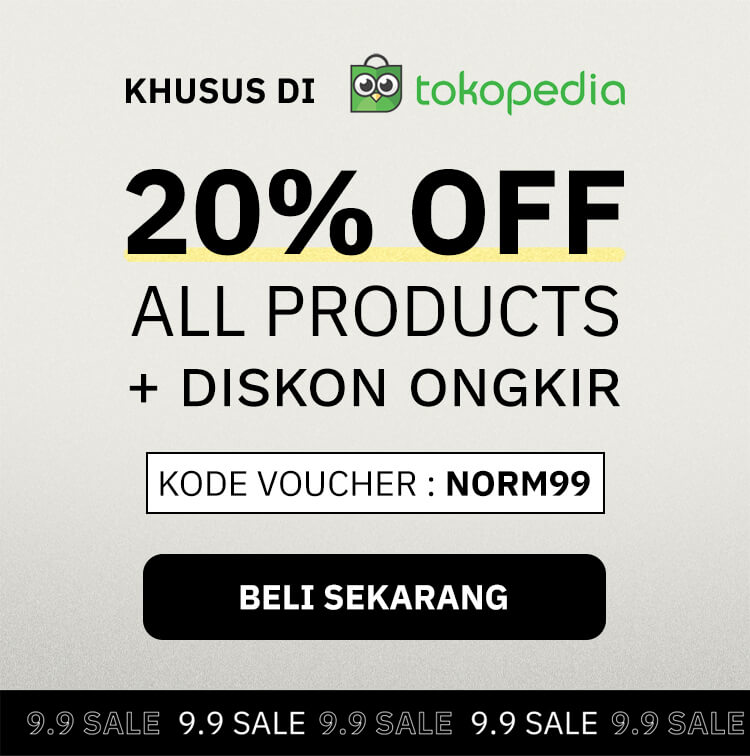 KHUSUS DI tokopedia
20% OFF
ALL PRODUCTS
+ DISKON ONGKIR
KODE VOUCHER : NORM99
BELI SEKARANG
9.9 SALE 9.9 SALE 9.9 SALE 9.9 SALE 9.9 SALE